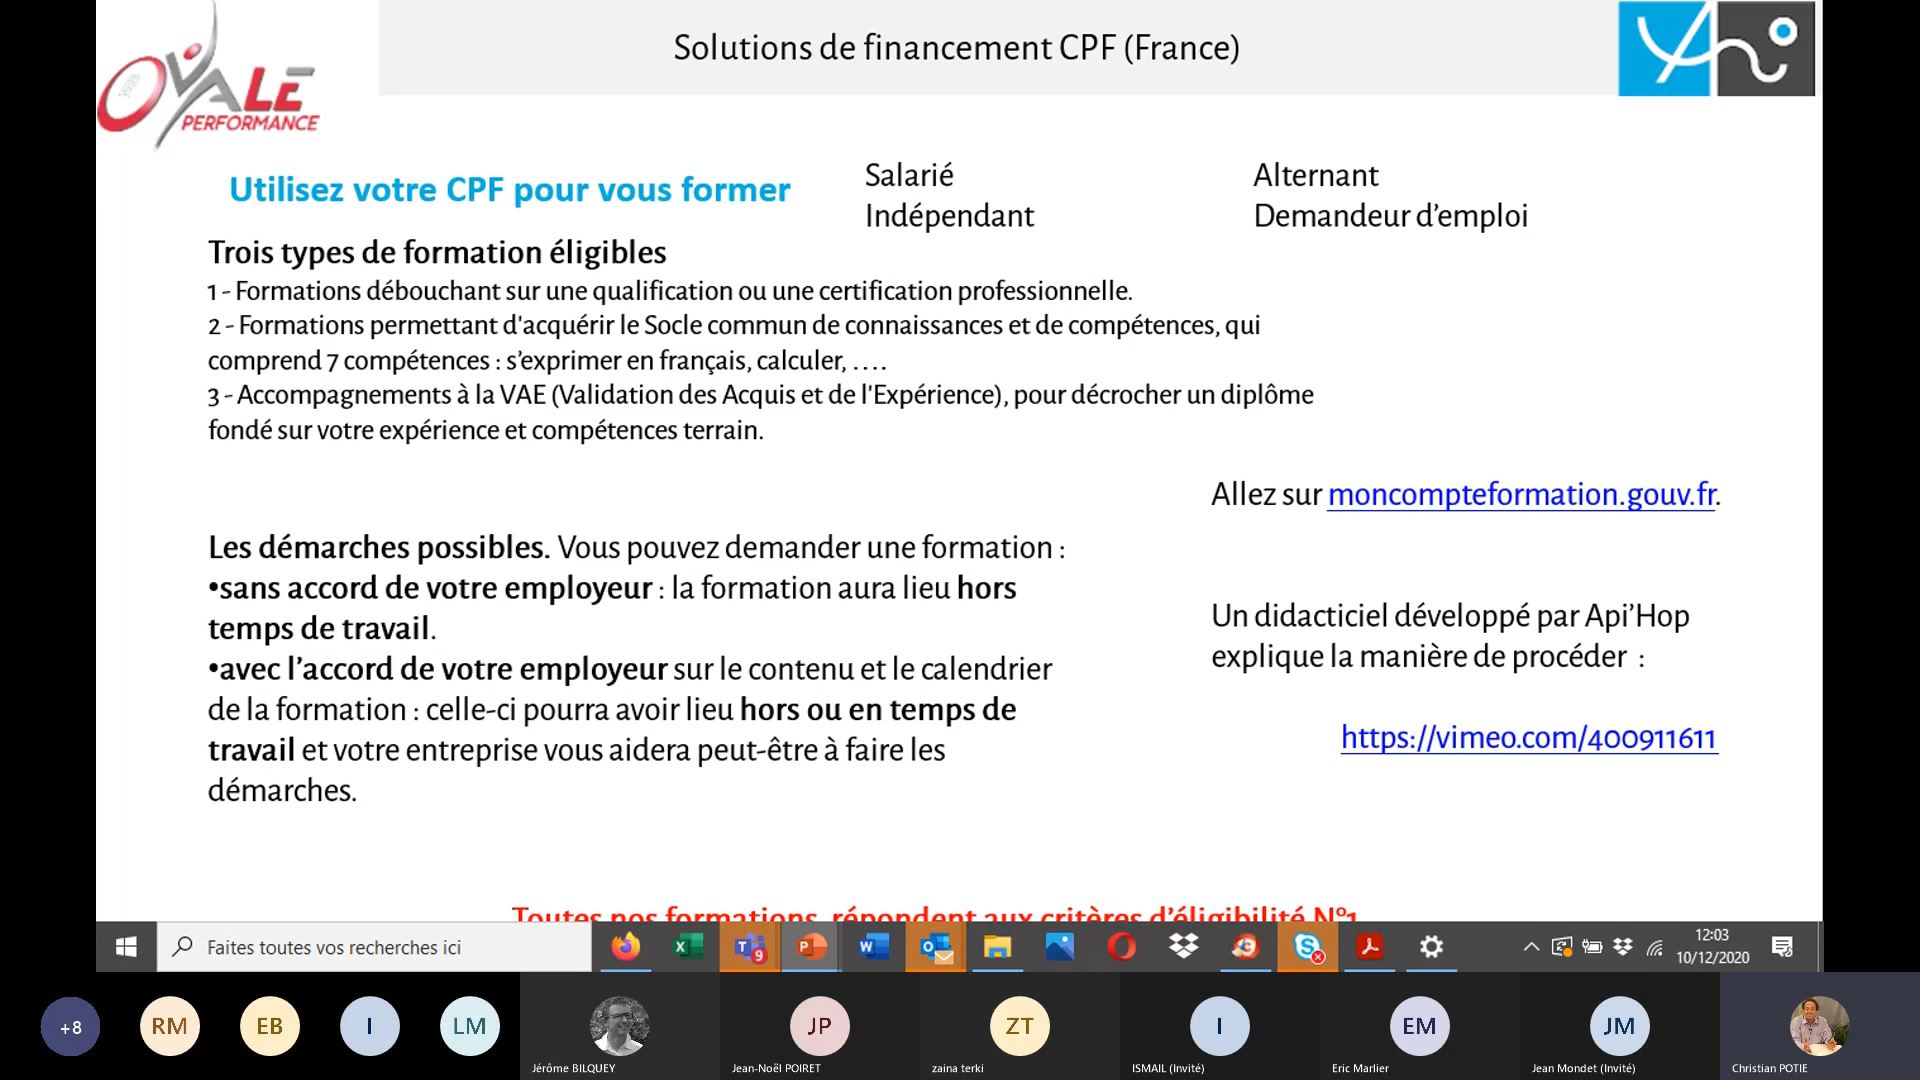 Solutions de financement CPF (France)
OVALE
PERFORMANCE
Utilisez votre CPF pour vous former
Salarié
Indépendant
Alternant
Demandeur d’emploi
Trois types de formation éligibles
1 - Formations débouchant sur une qualification ou une certification professionnelle.
2 - Formations permettant d'acquérir le Socle commun de connaissances et de compétences, qui
comprend 7 compétences : s’exprimer en français, calculer, ….
3 - Accompagnements à la VAE (Validation des Acquis et de l'Expérience), pour décrocher un diplôme
fondé sur votre expérience et compétences terrain.
Allez sur moncompteformation.gouv.fr.
Les démarches possibles. Vous pouvez demander une formation :
•sans accord de votre employeur : la formation aura lieu hors
temps de travail.
•avec l’accord de votre employeur sur le contenu et le calendrier
de la formation : celle-ci pourra avoir lieu hors ou en temps de
travail et votre entreprise vous aidera peut-être à faire les
démarches.
Un didacticiel développé par Api’Hop
explique la manière de procéder :
https://vimeo.com/400911611
Toutes nos formations, répondent aux critères d’éligibilité N°1
Faites toutes vos recherches ici
9
12:03
10/12/2020
+8
RM
EB
I
LM
JP
ZT
I
EM
JM
Jérôme BILQUEY
Jean-Noël POIRET
zaina terki
ISMAIL (Invité)
Eric Marlier
Jean Mondet (Invité)
Christian POTIE